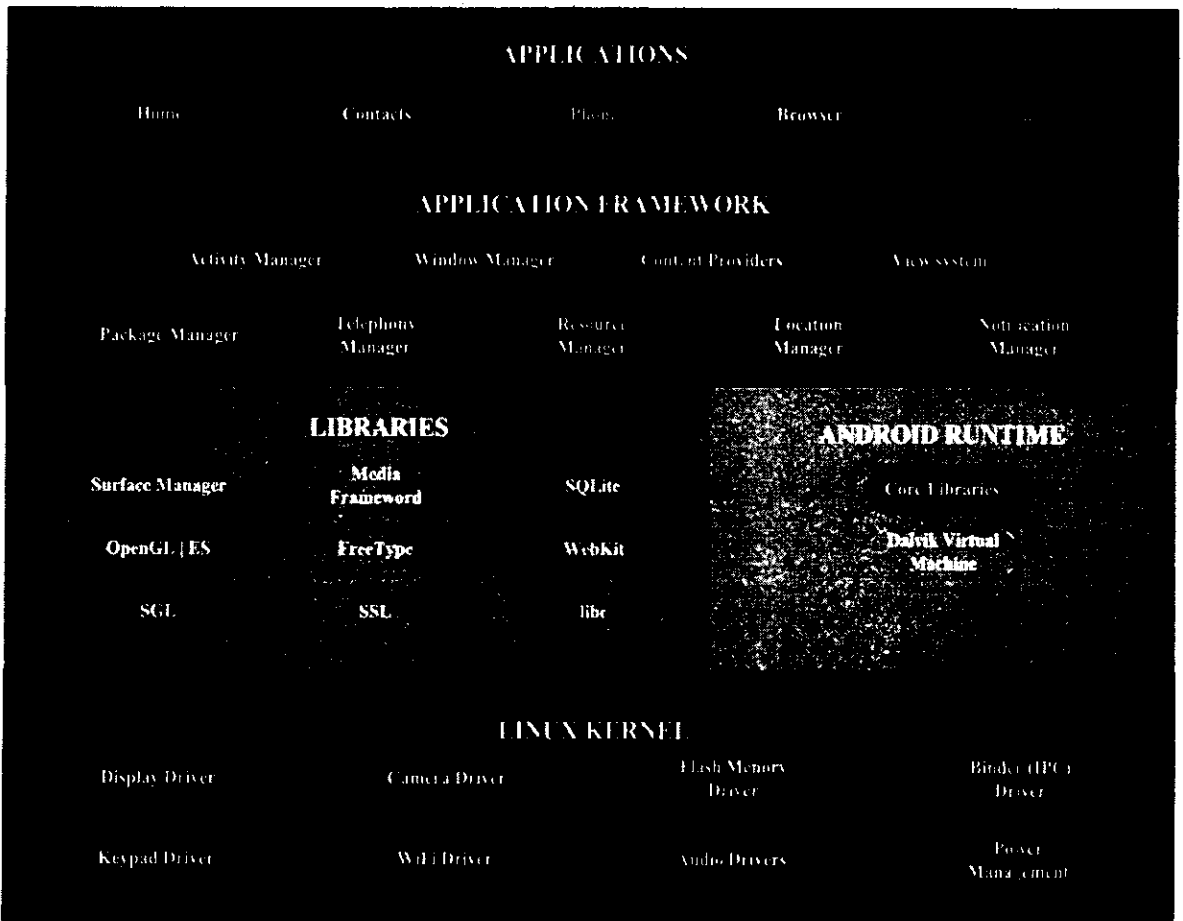 APPLICATIONS
Home Contacts Phone Browser ...
APPLICATION FRAMEWORK
Activity Manager Window Manager Content Providers View system
Package Manager Telephony Manager Resource Manager Location Manager Notification Manager
LIBRARIES
Surface Manager Media Frameword SQLite
OpenGL | ES FreeType WebKit
SGL SSL libc
ANDROID RUNTIME
Core Libraries
Dalvik Virtual Machine
LINUX KERNEL
Display Driver Camera Driver Flash Memory Driver Binder (IPC) Driver
Keypad Driver WiFi Driver Audio Drivers Power Management